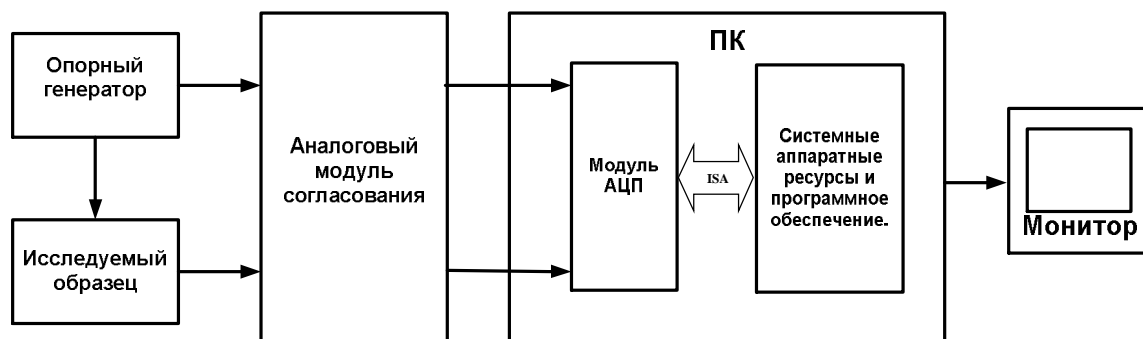 Опорный
генератор
Исследуемый
образец
Аналоговый
модуль
согласования
ПК
Модуль
АЦП
ISA
Системные
аппаратные
ресурсы и
программное
обеспечение.
Монитор